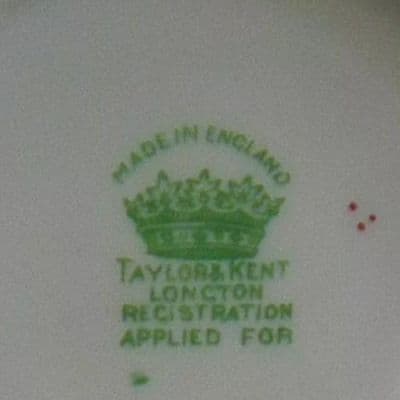 MADE IN ENGLAND
TAYLOR & KENT
LONGTON
REGISTRATION
APPLIED FOR